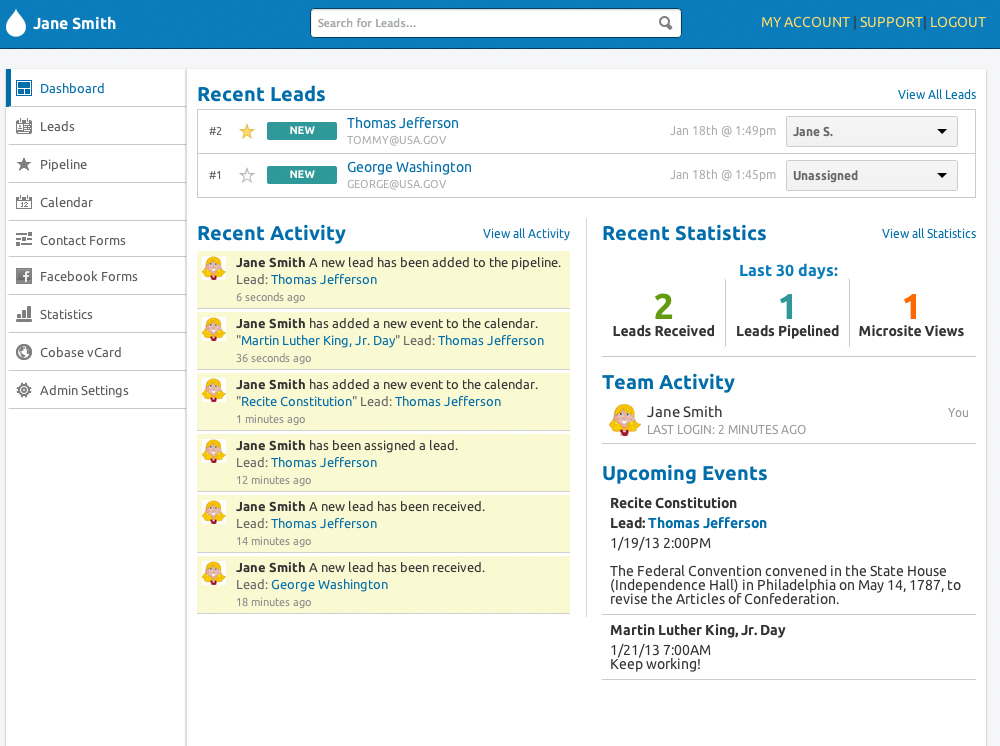 Jane Smith
Search for Leads...
MY ACCOUNT | SUPPORT | LOGOUT
Dashboard
Leads
Pipeline
12
Calendar
Contact Forms
Facebook Forms
Statistics
Cobase vCard
Admin Settings
Recent Leads
View All Leads
#2 NEW Thomas Jefferson Jan 18th @ 1:49pm Jane S.
TOMMY@USA.GOV
#1 NEW George Washington Jan 18th @ 1:45pm Unassigned
GEORGE@USA.GOV
Recent Activity
View all Activity
Jane Smith A new lead has been added to the pipeline.
Lead: Thomas Jefferson
6 seconds ago
Jane Smith has added a new event to the calendar.
"Martin Luther King, Jr. Day" Lead: Thomas Jefferson
36 seconds ago
Jane Smith has added a new event to the calendar.
"Recite Constitution" Lead: Thomas Jefferson
1 minutes ago
Jane Smith has been assigned a lead.
Lead: Thomas Jefferson
12 minutes ago
Jane Smith A new lead has been received.
Lead: Thomas Jefferson
14 minutes ago
Jane Smith A new lead has been received.
Lead: George Washington
18 minutes ago
Recent Statistics
View all Statistics
Last 30 days:
2
Leads Received
1
Leads Pipelined
1
Microsite Views
Team Activity
Jane Smith
You
LAST LOGIN: 2 MINUTES AGO
Upcoming Events
Recite Constitution
Lead: Thomas Jefferson
1/19/13 2:00PM
The Federal Convention convened in the State House
(Independence Hall) in Philadelphia on May 14, 1787, to
revise the Articles of Confederation.
Martin Luther King, Jr. Day
1/21/13 7:00AM
Keep working!